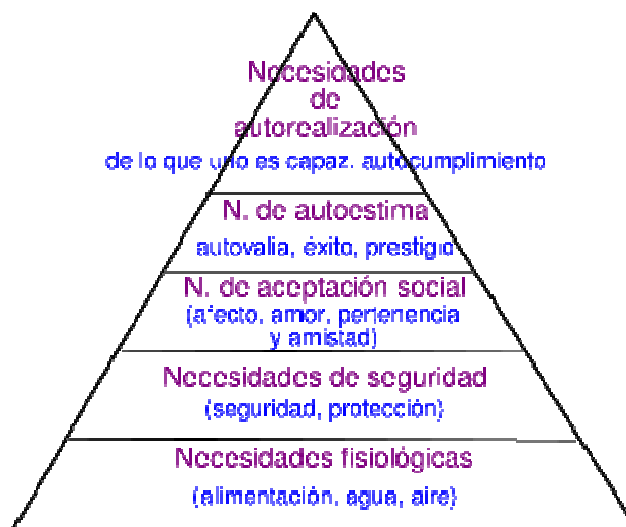 Necesidades
de
autorealización
de lo que uno es capaz. autocumplimiento
N. de autoestima
autovalia, éxito, prestigio
N. de aceptación social
(afecto, amor, pertenencia
y amistad)
Necesidades de seguridad
(seguridad, protección)
Necesidades fisiológicas
(alimentación, agua, aire)